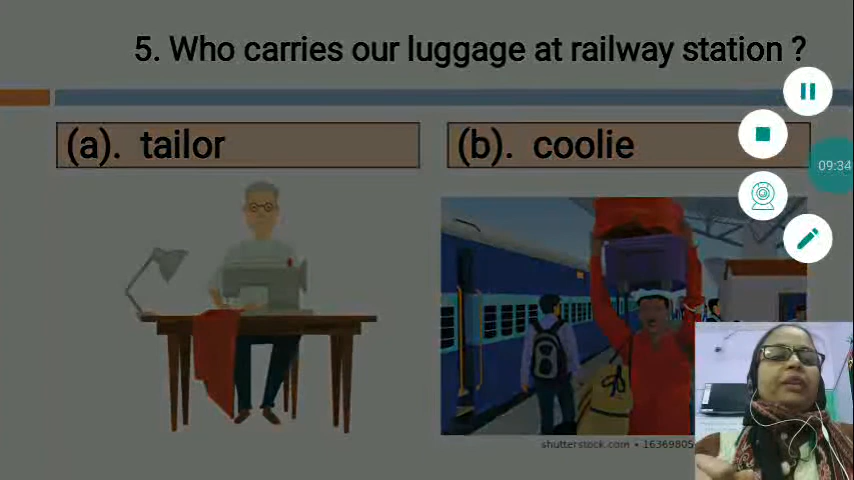 5. Who carries our luggage at railway station ?
(a). tailor
(b). coolie
09:34
shutterstock.com • 16369805